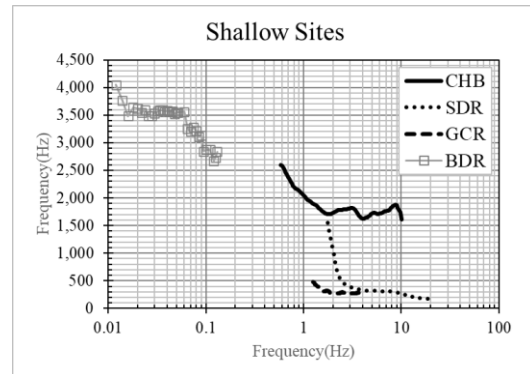 Shallow Sites
4,500
4,000
3,500
3,000
2,500
2,000
1,500
1,000
500
0
Frequency(Hz)
CHB
SDR
GCR
BDR
0.01 0.1 1 10 100
Frequency(Hz)